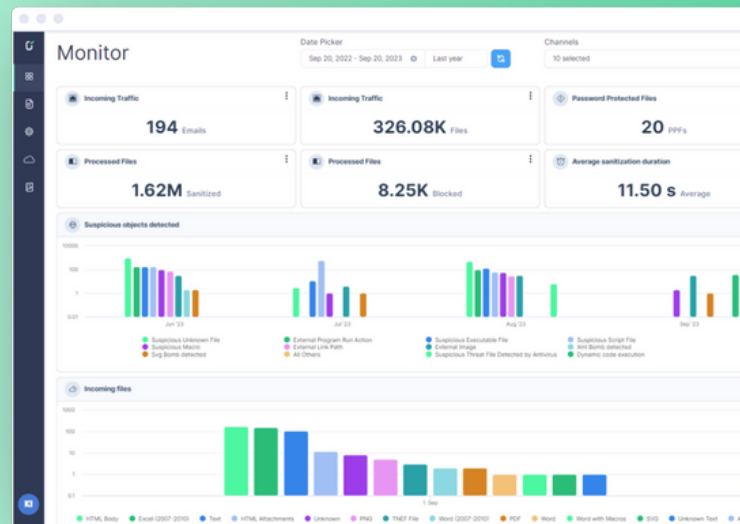 Monitor
Date Picker
Sep 20, 2022 - Sep 20, 2023
Last year
Channels
10 selected
Incoming Traffic
194 Emails
Incoming Traffic
326.08K Files
Password Protected Files
20 PPFs
Processed Files
1.62M Sanitized
Processed Files
8.25K Blocked
Average sanitization duration
11.50 s Average
Suspicious objects detected
10000
100
1
0.01
Jun '23
Jul '23
Aug '23
Sep '23
Suspicious Unknown File
External Program Run Action
Suspicious Executable File
Suspicious Script File
Suspicious Macro
External Link Path
External Image
Xml Bomb detected
Svg Bomb detected
All Others
Suspicious Threat File Detected by Antivirus
Dynamic code execution
Incoming files
1000
100
10
1
0.1
1. Sep
HTML Body
Excel (2007-2010)
Text
HTML Attachments
Unknown
PNG
TNEF File
Word (2007-2010)
PDF
Word
Word with Macros
SVG
Unknown Text